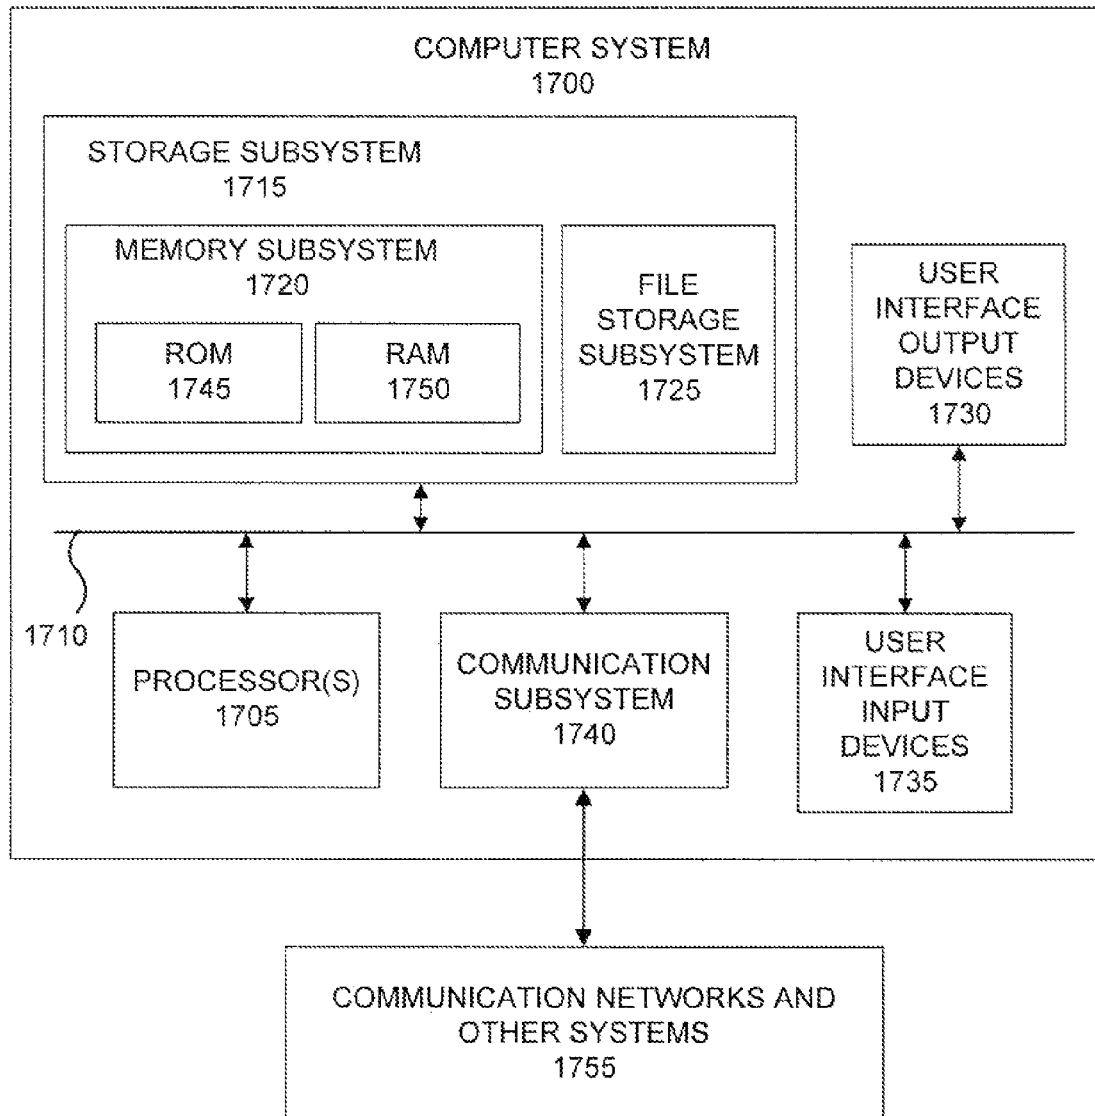 COMPUTER SYSTEM
1700
STORAGE SUBSYSTEM
1715
MEMORY SUBSYSTEM
1720
ROM
1745
RAM
1750
FILE
STORAGE
SUBSYSTEM
1725
USER
INTERFACE
OUTPUT
DEVICES
1730
1710
PROCESSOR(S)
1705
COMMUNICATION
SUBSYSTEM
1740
USER
INTERFACE
INPUT
DEVICES
1735
COMMUNICATION NETWORKS AND
OTHER SYSTEMS
1755